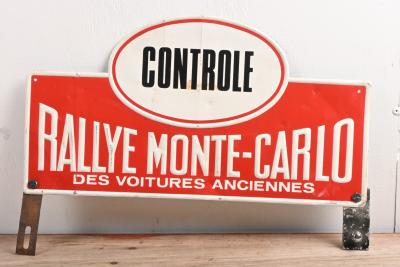 CONTROLE
RALLYE MONTE-CARLO
DES VOITURES ANCIENNES